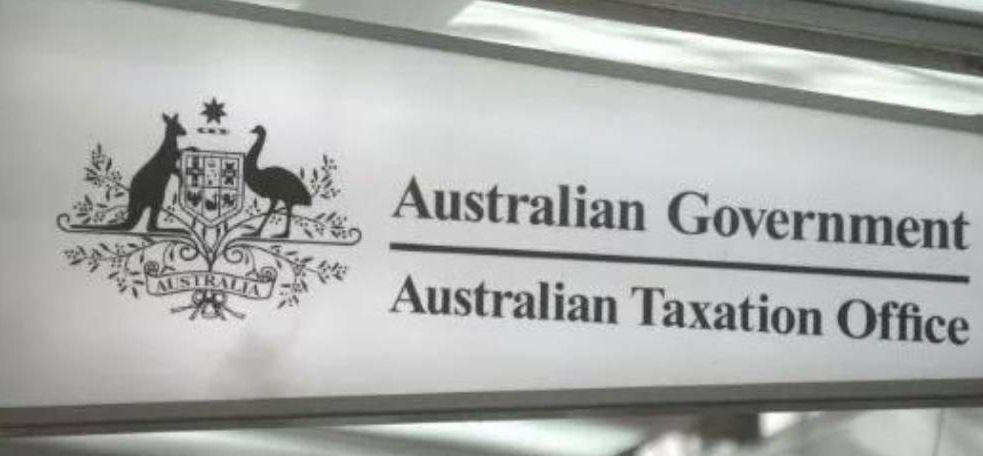 Australian Government
Australian Taxation Office
AUSTRALIA